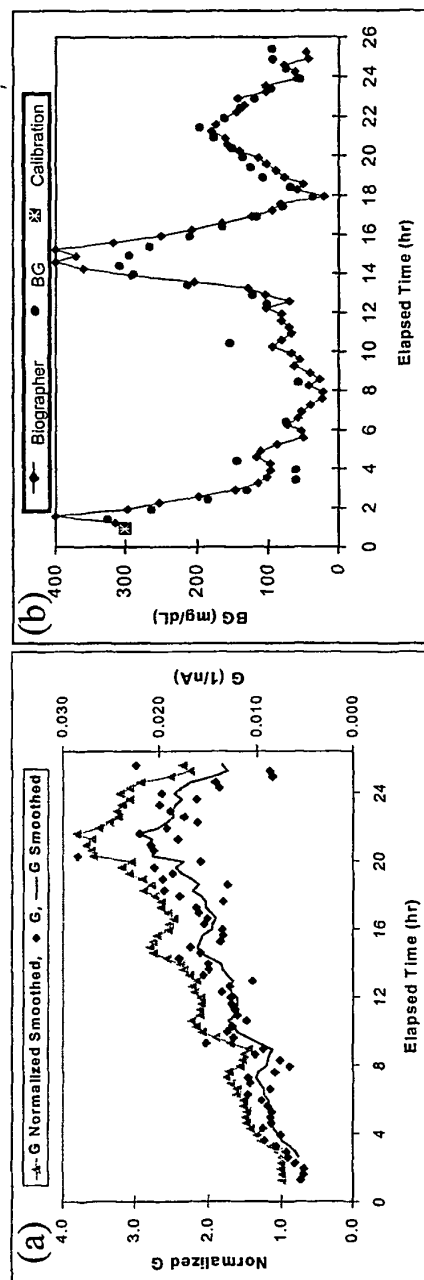 (a)
G Normalized Smoothed, G, G Smoothed
Normalized G
4.0
3.0
2.0
1.0
0.0
G (1/nA)
0.030
0.020
0.010
0.000
0 4 8 12 16 20 24
Elapsed Time (hr)
(b)
Biographer BG Calibration
BG (mg/dL)
400
300
200
100
0
0 2 4 6 8 10 12 14 16 18 20 22 24 26
Elapsed Time (hr)